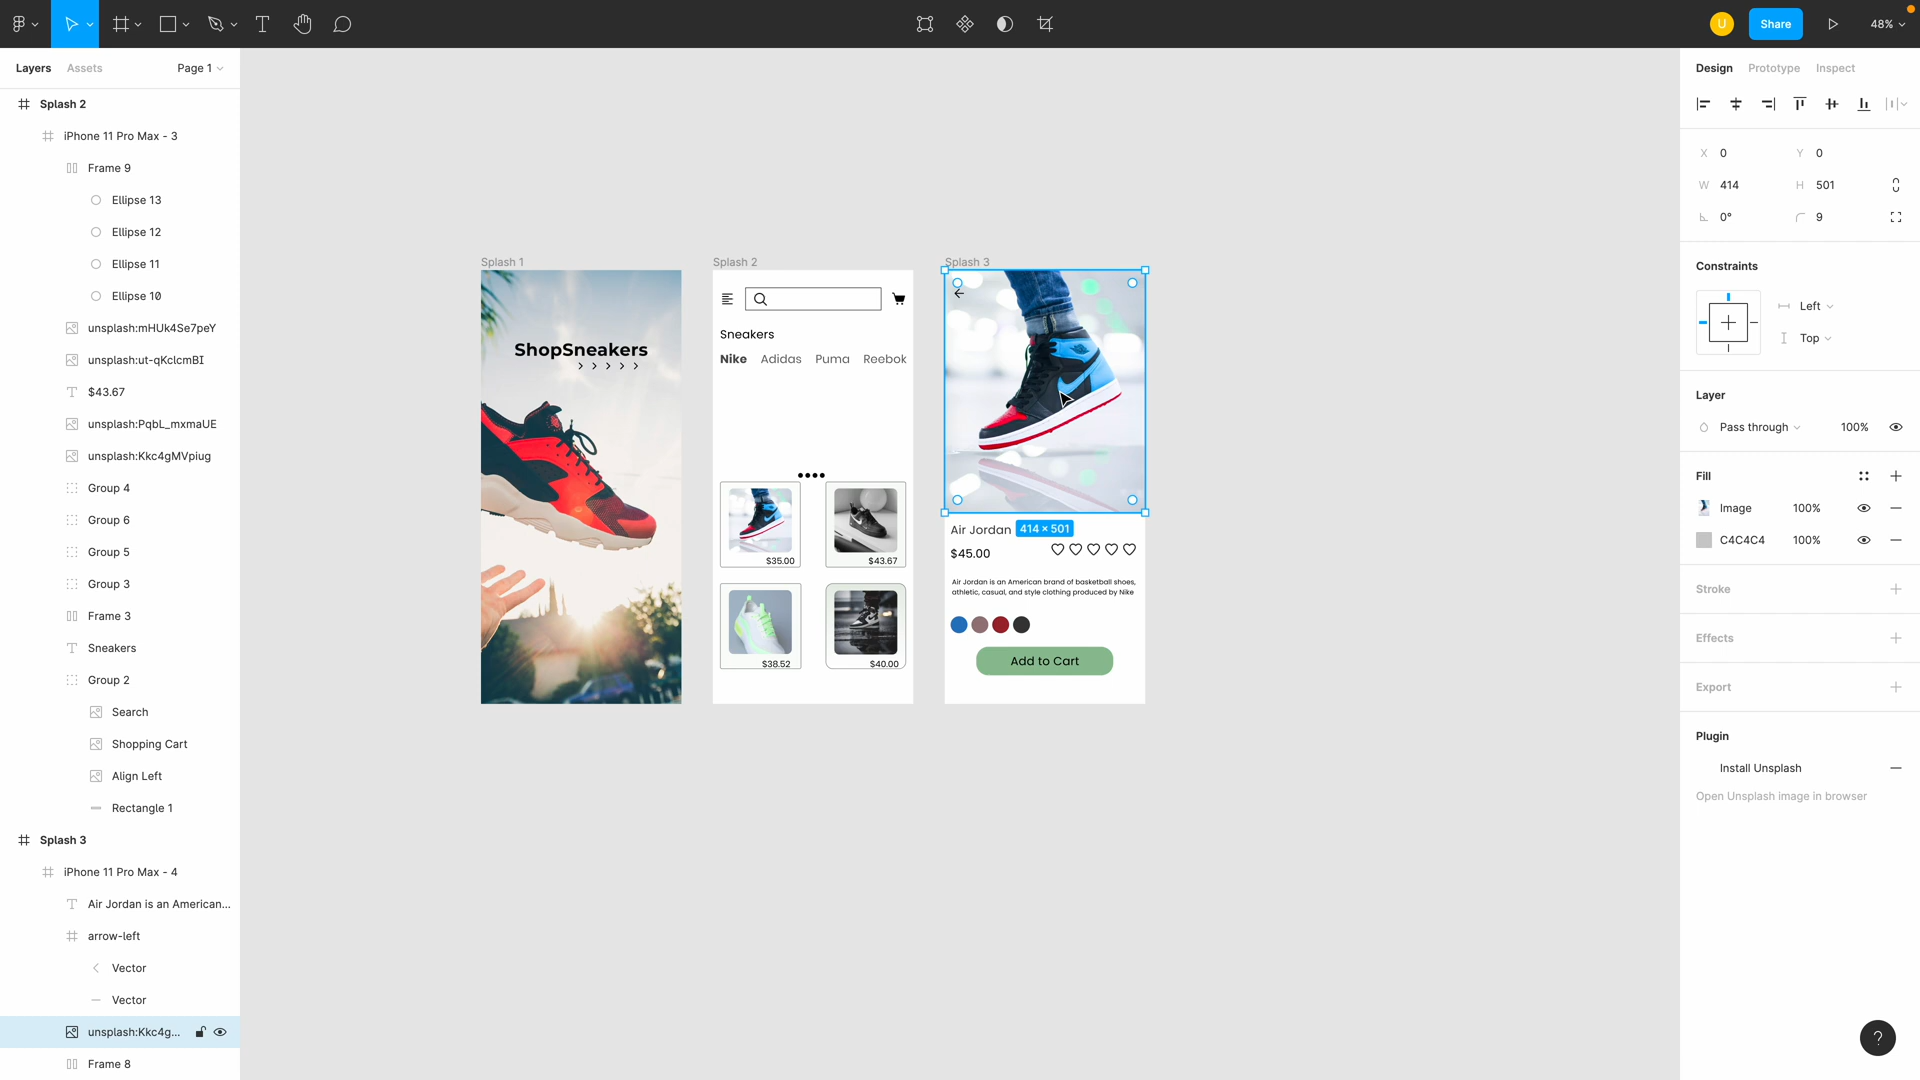 U
Share
48%
Layers
Assets
Page 1
Design
Prototype
Inspect
Splash 2
iPhone 11 Pro Max - 3
Frame 9
Ellipse 13
Ellipse 12
Ellipse 11
Ellipse 10
unsplash:mHUk4Se7peY
unsplash:ut-qKclcmBI
$43.67
unsplash:PqbL_mxmaUE
unsplash:Kkc4gMVpiug
Group 4
Group 6
Group 5
Group 3
Frame 3
Sneakers
Group 2
Search
Shopping Cart
Align Left
Rectangle 1
Splash 3
iPhone 11 Pro Max - 4
Air Jordan is an American...
arrow-left
Vector
Vector
unsplash:Kkc4g...
Frame 8
Splash 1
ShopSneakers
Splash 2
Sneakers
Nike Adidas Puma Reebok
$35.00
$43.67
$38.52
$40.00
Splash 3
Air Jordan
414 × 501
$45.00
Air Jordan is an American brand of basketball shoes,
athletic, casual, and style clothing produced by Nike
Add to Cart
X 0
Y 0
W 414
H 501
0°
9
Constraints
Left
Top
Layer
Pass through
100%
Fill
Image
100%
C4C4C4
100%
Stroke
Effects
Export
Plugin
Install Unsplash
Open Unsplash image in browser
?